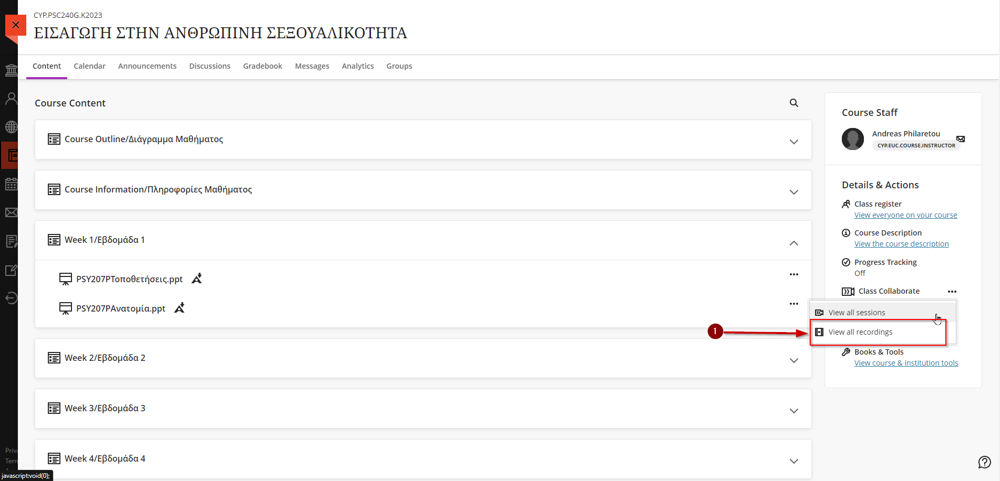 CYP.PSC240G.K2023
ΕΙΣΑΓΩΓΗ ΣΤΗΝ ΑΝΘΡΩΠΙΝΗ ΣΕΞΟΥΑΛΙΚΟΤΗΤΑ
Content Calendar Announcements Discussions Gradebook Messages Analytics Groups
Course Content
Course Outline/Διάγραμμα Μαθήματος
Course Information/Πληροφορίες Μαθήματος
Week 1/Εβδομάδα 1
PSY207PΤοποθετήσεις.ppt
PSY207PΑνατομία.ppt
Week 2/Εβδομάδα 2
Week 3/Εβδομάδα 3
Week 4/Εβδομάδα 4
Course Staff
Andreas Philaretou
CYP.EUC.COURSE.INSTRUCTOR
Details & Actions
Class register
View everyone on your course
Course Description
View the course description
Progress Tracking
Off
Class Collaborate
View all sessions
1
View all recordings
Books & Tools
View course & institution tools
Priva
Term
javascript:void(0);